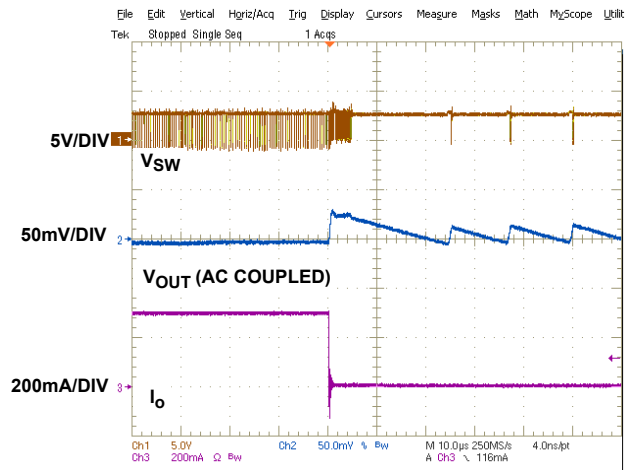 File Edit Vertical Horiz/Acq Trig Display Cursors Measure Masks Math MyScope Utilit
Tek Stopped Single Seq 1 Acqs
5V/DIV
1
VSW
50mV/DIV
2
VOUT (AC COUPLED)
200mA/DIV
3
Io
Ch1 5.0V Ch2 50.0mV Bw M 10.0µs 250MS/s 4.0ns/pt
Ch3 200mA Ω Bw A Ch3 116mA